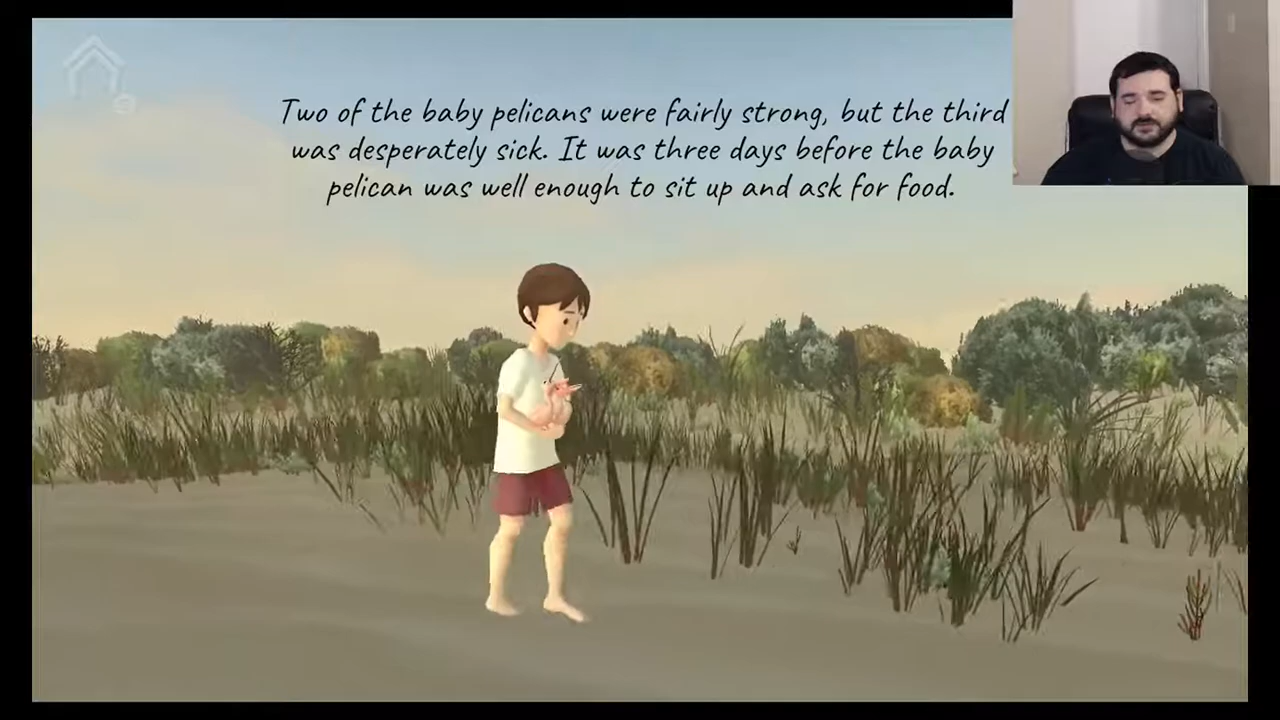 Two of the baby pelicans were fairly strong, but the third
was desperately sick. It was three days before the baby
pelican was well enough to sit up and ask for food.